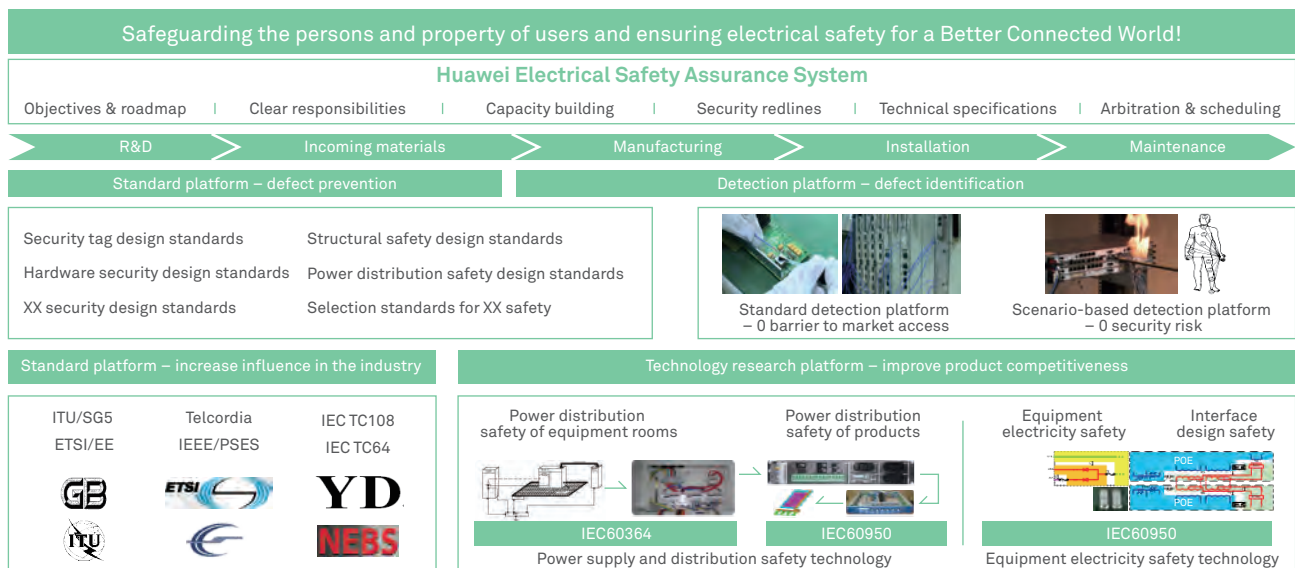 Safeguarding the persons and property of users and ensuring electrical safety for a Better Connected World!
Huawei Electrical Safety Assurance System
Objectives & roadmap | Clear responsibilities | Capacity building | Security redlines | Technical specifications | Arbitration & scheduling
R&D Incoming materials Manufacturing Installation Maintenance
Standard platform – defect prevention
Detection platform – defect identification
Security tag design standards
Structural safety design standards
Hardware security design standards
Power distribution safety design standards
XX security design standards
Selection standards for XX safety
Standard detection platform
– 0 barrier to market access
Scenario-based detection platform
– 0 security risk
Standard platform – increase influence in the industry
Technology research platform – improve product competitiveness
ITU/SG5 Telcordia IEC TC108
ETSI/EE IEEE/PSES IEC TC64
GB ETSI YD
ITU NEBS
Power distribution
safety of equipment rooms
Power distribution
safety of products
Equipment
electricity safety
Interface
design safety
POE
POE
IEC60364
IEC60950
IEC60950
Power supply and distribution safety technology
Equipment electricity safety technology